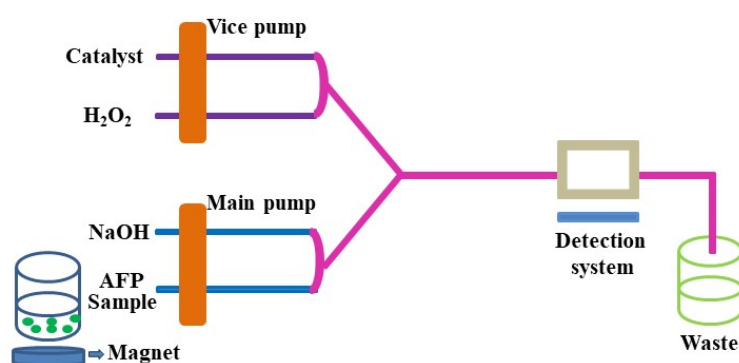 Vice pump
Catalyst
H₂O₂
Main pump
NaOH
AFP
Sample
Magnet
Detection
system
Waste